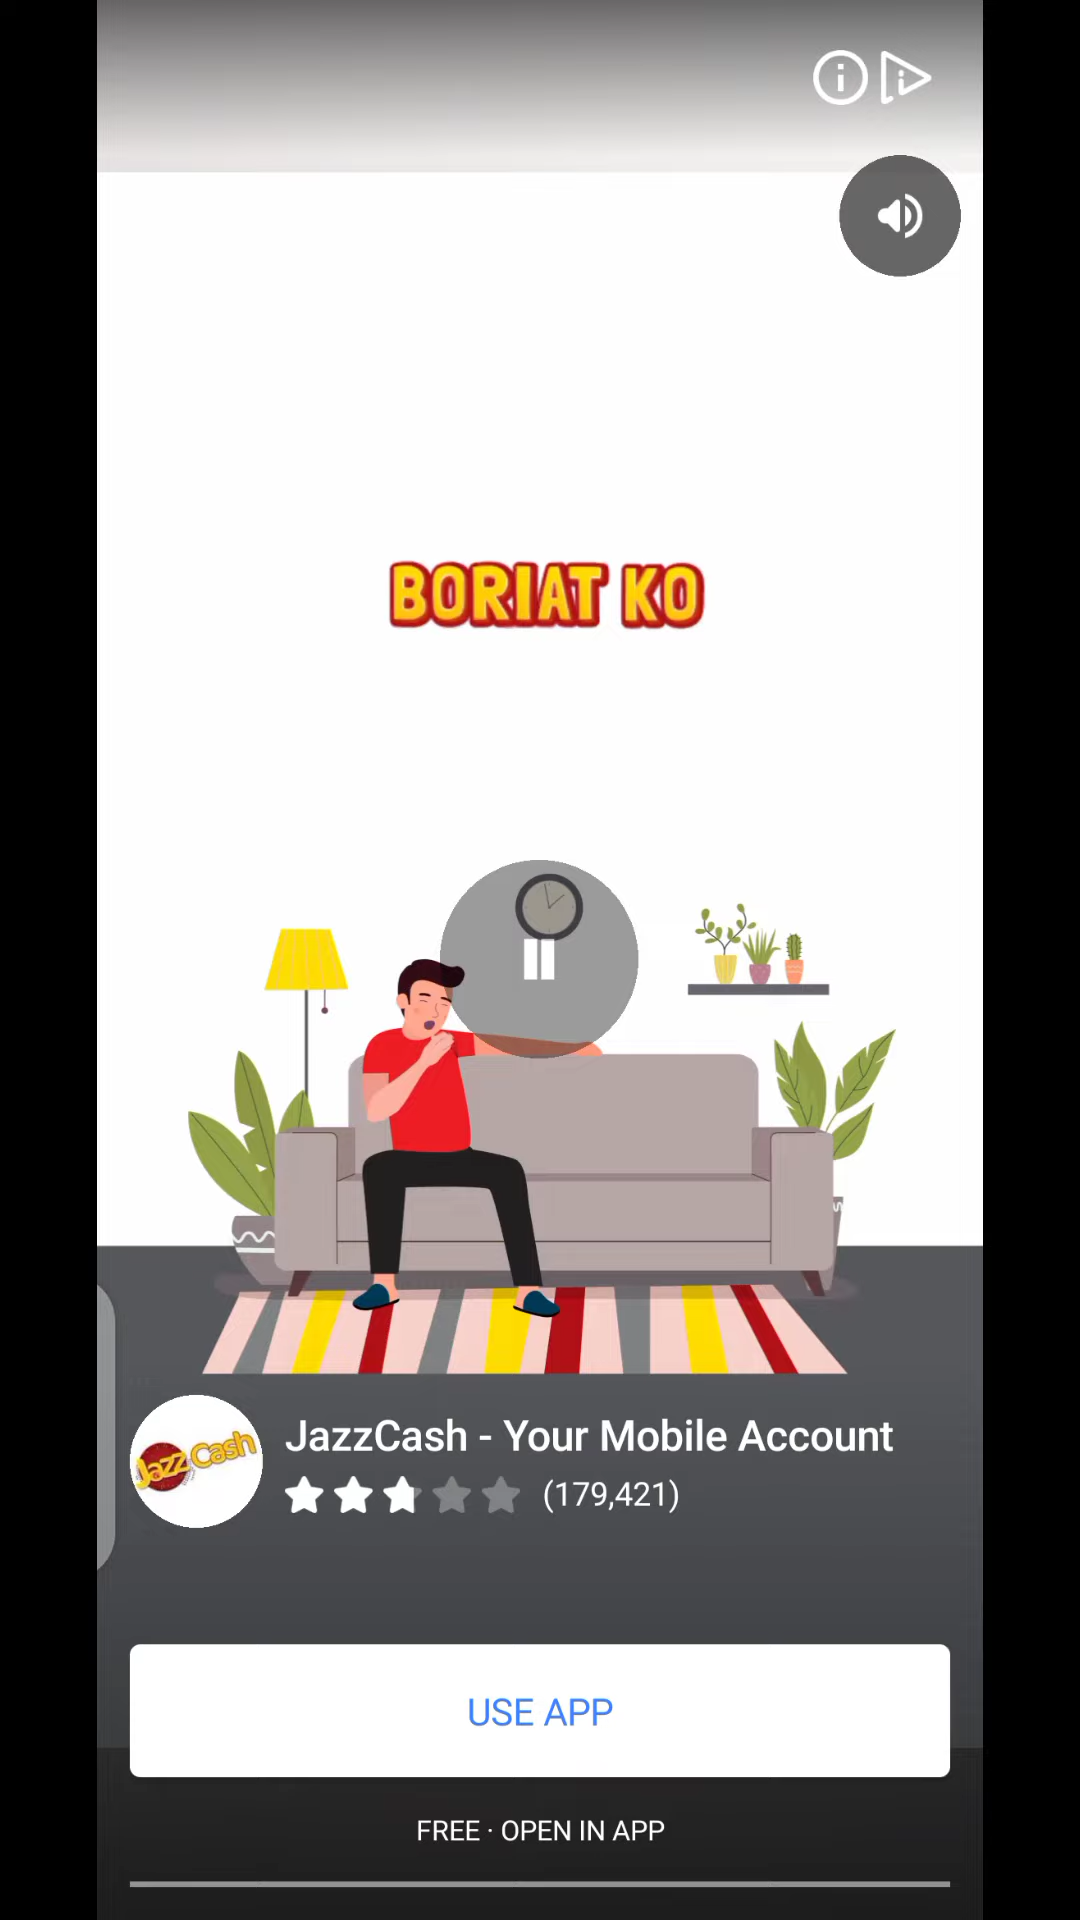 BORIAT KO
Jazz Cash
JazzCash - Your Mobile Account
(179,421)
USE APP
FREE · OPEN IN APP